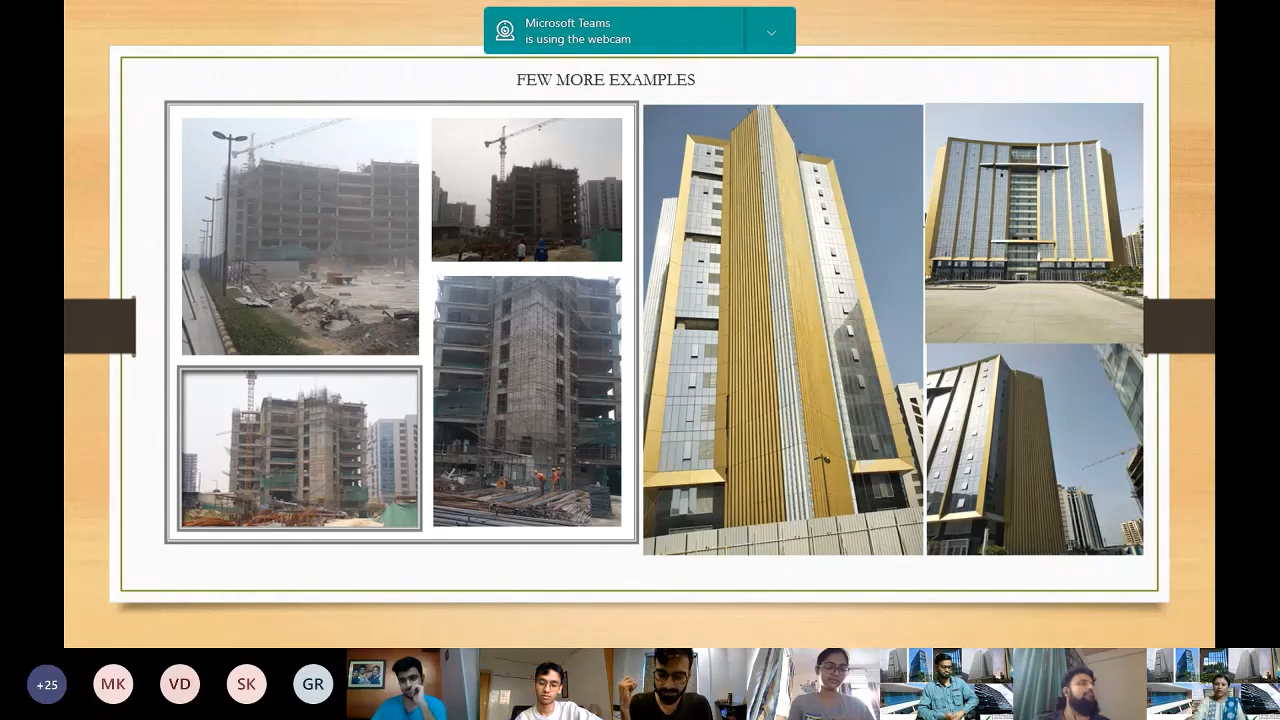 Microsoft Teams
is using the webcam
FEW MORE EXAMPLES
+25
MK
VD
SK
GR